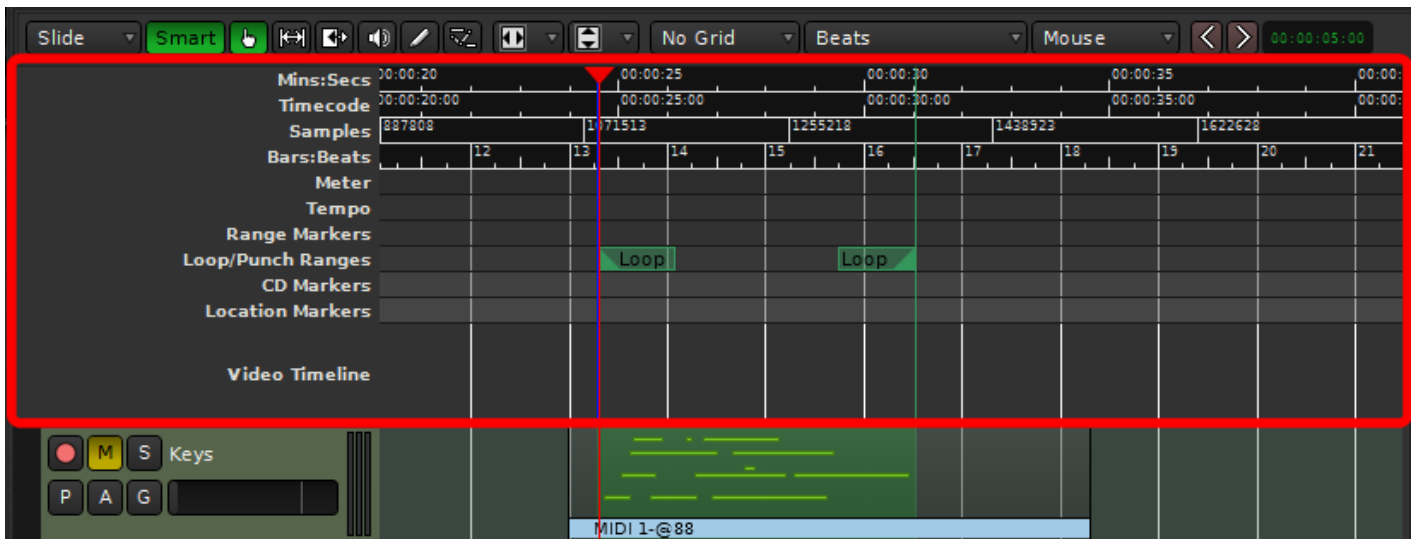 Slide Smart No Grid Beats Mouse 00:00:05:00
Mins:Secs 00:00:20 00:00:25 00:00:30 00:00:35 00:00:
Timecode 00:00:20:00 00:00:25:00 00:00:30:00 00:00:35:00 00:00:
Samples 887808 1071513 1255218 1438923 1622628
Bars:Beats 12 13 14 15 16 17 18 19 20 21
Meter
Tempo
Range Markers
Loop/Punch Ranges Loop Loop
CD Markers
Location Markers
Video Timeline
M S Keys
P A G
MIDI 1-@88